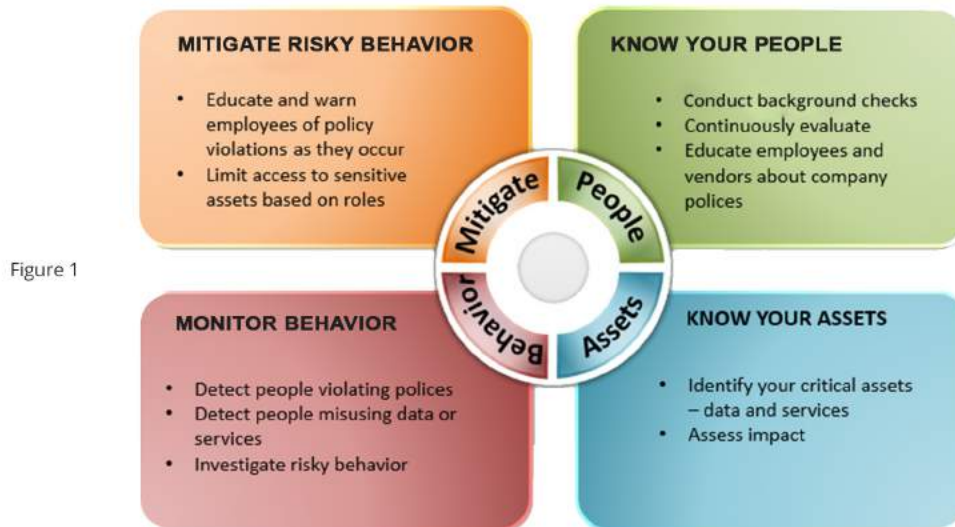 MITIGATE RISKY BEHAVIOR
• Educate and warn
employees of policy
violations as they occur
• Limit access to sensitive
assets based on roles
KNOW YOUR PEOPLE
• Conduct background checks
• Continuously evaluate
• Educate employees and
vendors about company
polices
Mitigate
People
Behavior
Assets
Figure 1
MONITOR BEHAVIOR
• Detect people violating polices
• Detect people misusing data or
services
• Investigate risky behavior
KNOW YOUR ASSETS
• Identify your critical assets
– data and services
• Assess impact